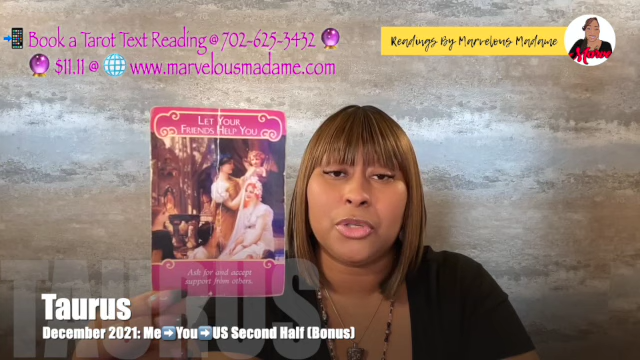 📲 Book a Tarot Text Reading @ 702-625-3432 🔮
🔮 $11.11 @ 🌐 www.marvelousmadame.com
Readings By Marvelous Madame
LET YOUR
FRIENDS HELP YOU
Ask for and accept
support from others.
TAURUS
Taurus
December 2021: Me➡️You➡️US Second Half (Bonus)